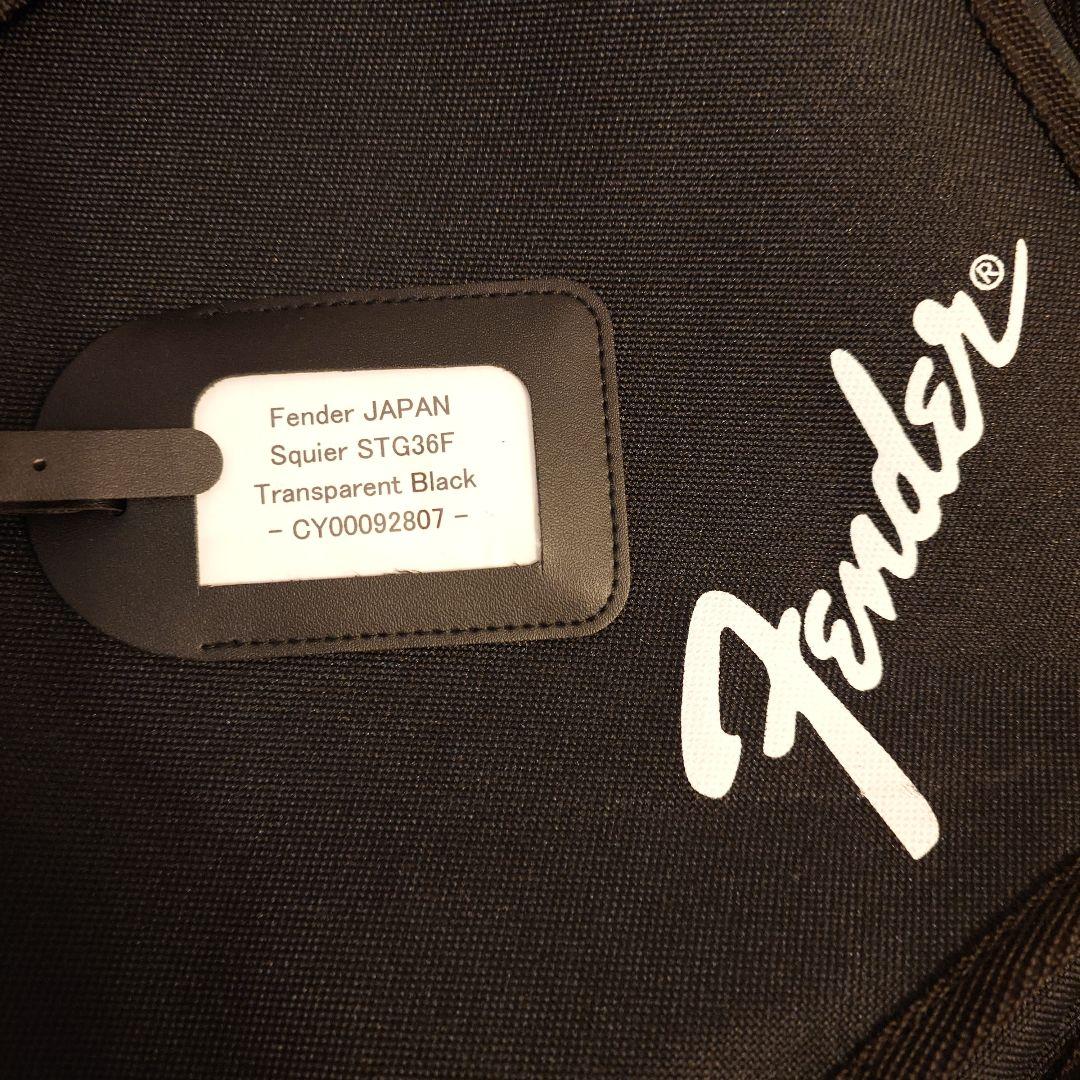 Fender JAPAN
Squier STG36F
Transparent Black
- CY00092807 -
Fender®